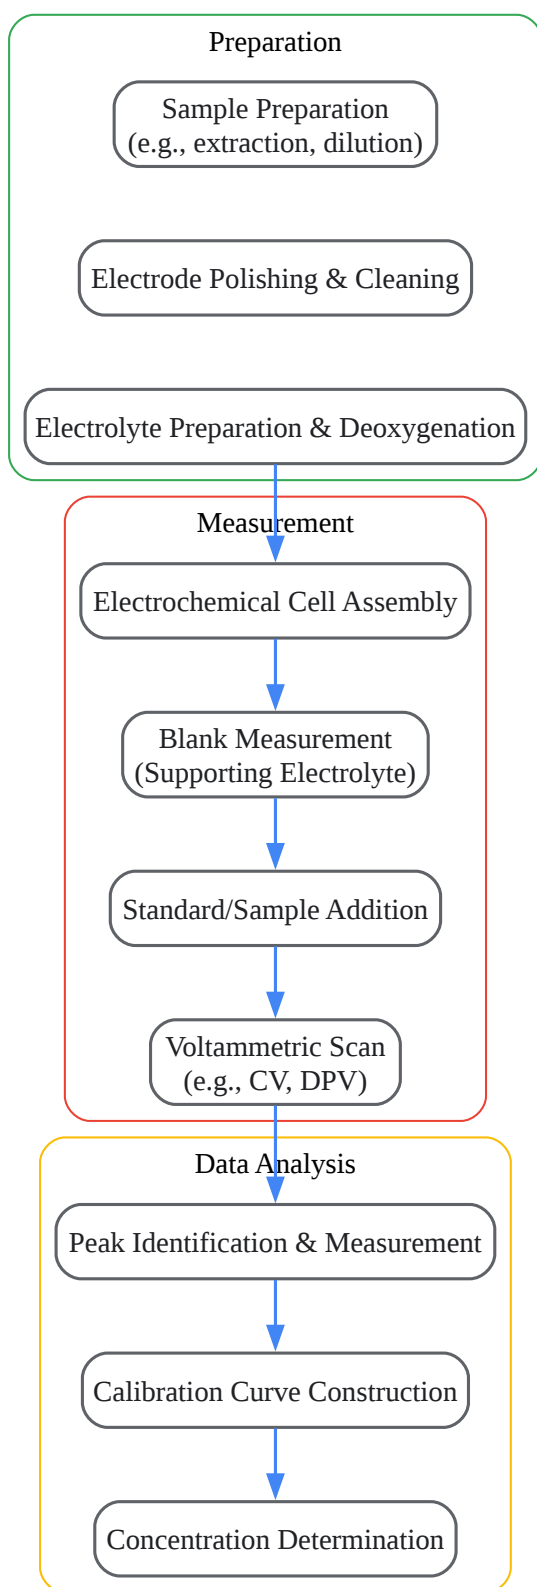 Preparation
Sample Preparation
(e.g., extraction, dilution)
Electrode Polishing & Cleaning
Electrolyte Preparation & Deoxygenation
Measurement
Electrochemical Cell Assembly
Blank Measurement
(Supporting Electrolyte)
Standard/Sample Addition
Voltammetric Scan
(e.g., CV, DPV)
Data Analysis
Peak Identification & Measurement
Calibration Curve Construction
Concentration Determination